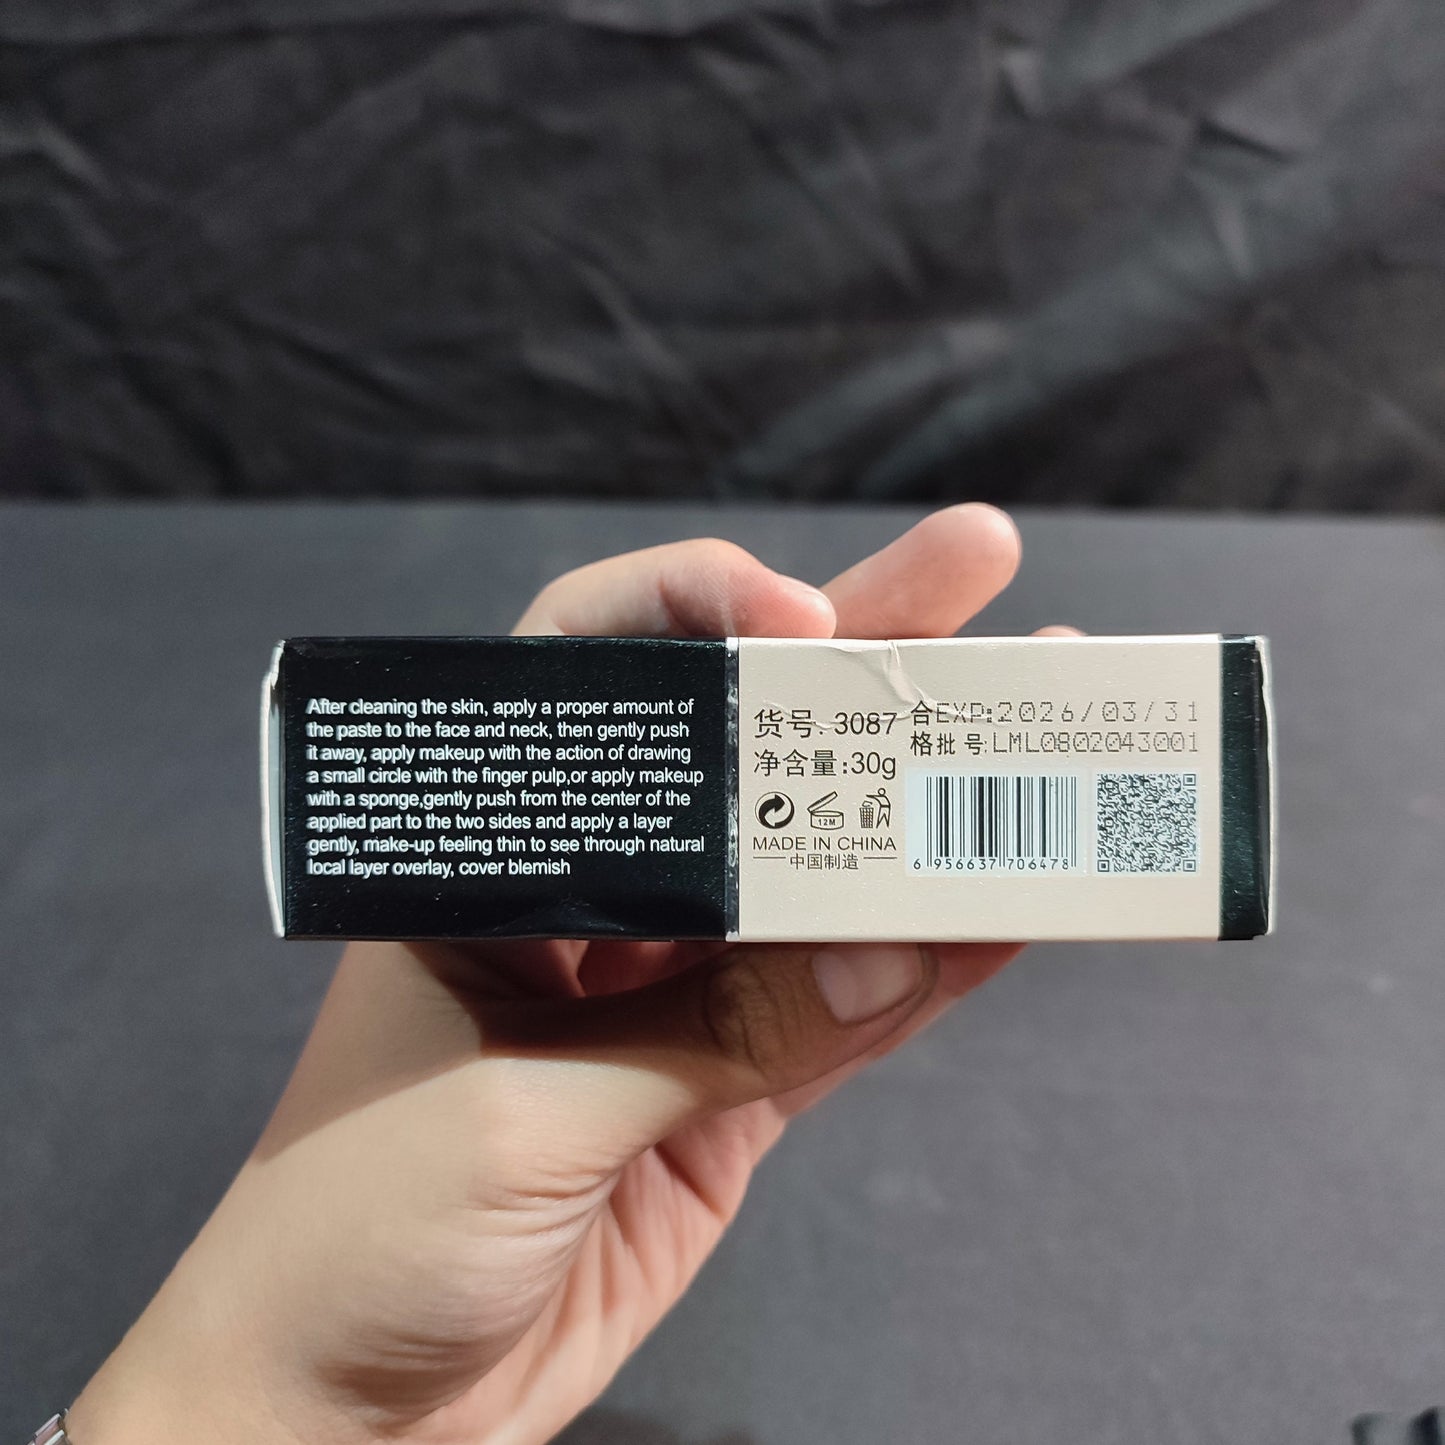 After cleaning the skin, apply a proper amount of
the paste to the face and neck, then gently push
it away, apply makeup with the action of drawing
a small circle with the finger pulp,or apply makeup
with a sponge,gently push from the center of the
applied part to the two sides and apply a layer
gently, make-up feeling thin to see through natural
local layer overlay, cover blemish
货号: 3087
净含量:30g
12M
MADE IN CHINA
中国制造
合EXP:2026/03/31
格批号:LML0802043001
6 956637 706478